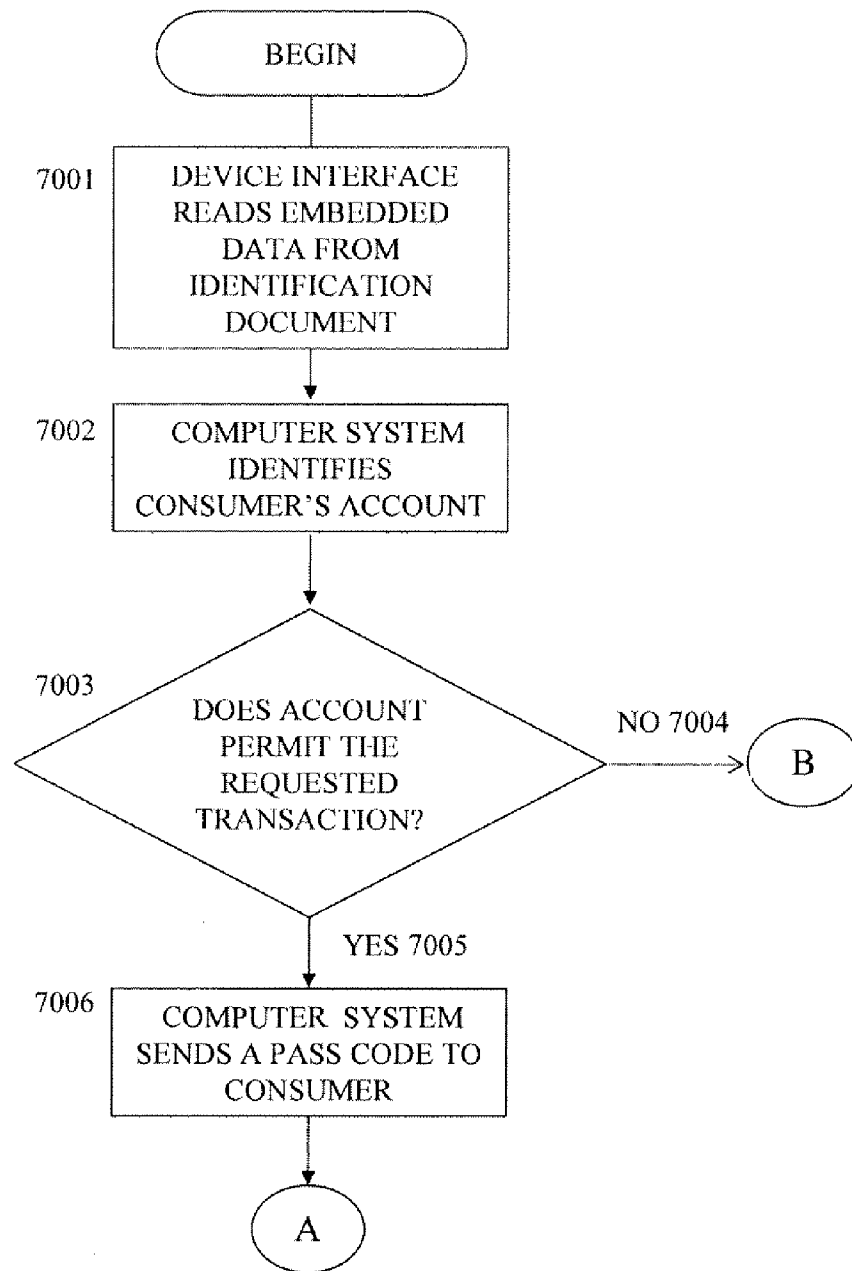 BEGIN
7001
DEVICE INTERFACE
READS EMBEDDED
DATA FROM
IDENTIFICATION
DOCUMENT
7002
COMPUTER SYSTEM
IDENTIFIES
CONSUMER'S ACCOUNT
7003
DOES ACCOUNT
PERMIT THE
REQUESTED
TRANSACTION?
NO 7004
B
YES 7005
7006
COMPUTER SYSTEM
SENDS A PASS CODE TO
CONSUMER
A